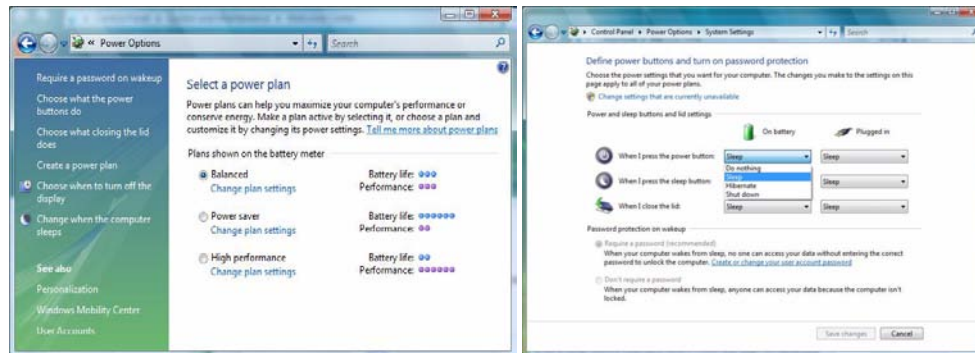 « Power Options
Search
Require a password on wakeup
Choose what the power
buttons do
Choose what closing the lid
does
Create a power plan
Choose when to turn off the
display
Change when the computer
sleeps
See also
Personalization
Windows Mobility Center
User Accounts
Select a power plan
Power plans can help you maximize your computer's performance or
conserve energy. Make a plan active by selecting it, or choose a plan and
customize it by changing its power settings. Tell me more about power plans
Plans shown on the battery meter
Balanced Battery life:
Change plan settings Performance:
Power saver Battery life:
Change plan settings Performance:
High performance Battery life:
Change plan settings Performance:
Control Panel Power Options System Settings
Search
Define power buttons and turn on password protection
Choose the power settings that you want for your computer. The changes you make to the settings on this
page apply to all of your power plans.
Change settings that are currently unavailable
Power and sleep buttons and lid settings
On battery Plugged in
When I press the power button: Sleep Sleep
Do nothing
Sleep
Hibernate
Shut down
When I press the sleep button: Sleep
When I close the lid: Sleep Sleep
Password protection on wakeup
Require a password (recommended)
When your computer wakes from sleep, no one can access your data without entering the correct
password to unlock the computer. Create or change your user account password
Don't require a password
When your computer wakes from sleep, anyone can access your data because the computer isn't
locked.
Save changes Cancel